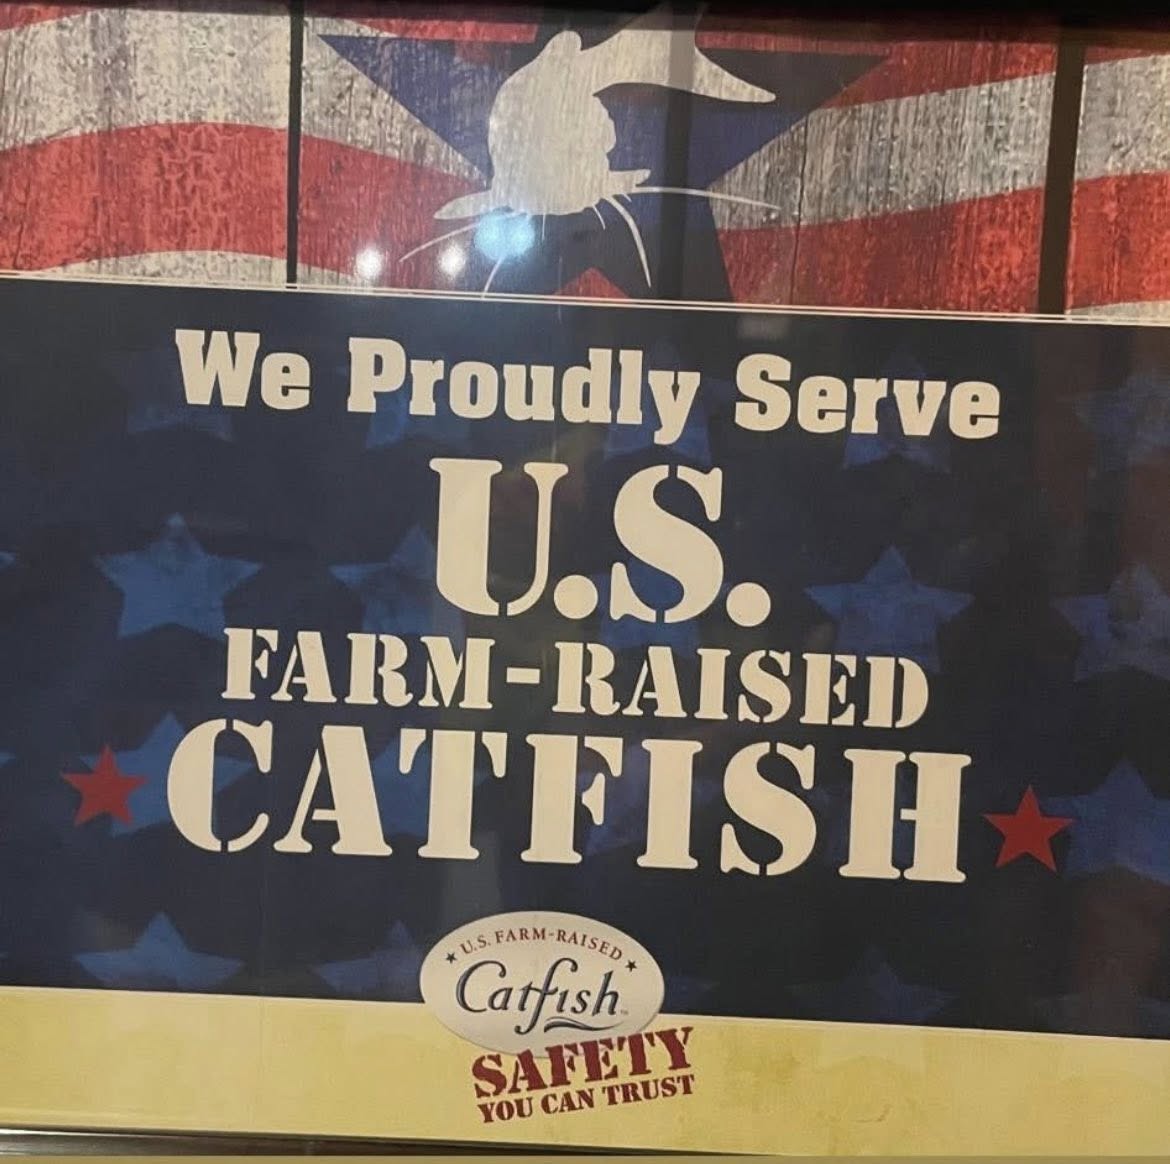 We Proudly Serve
U.S.
FARM-RAISED
CATFISH
U.S. FARM-RAISED
Catfish
SAFETY
YOU CAN TRUST